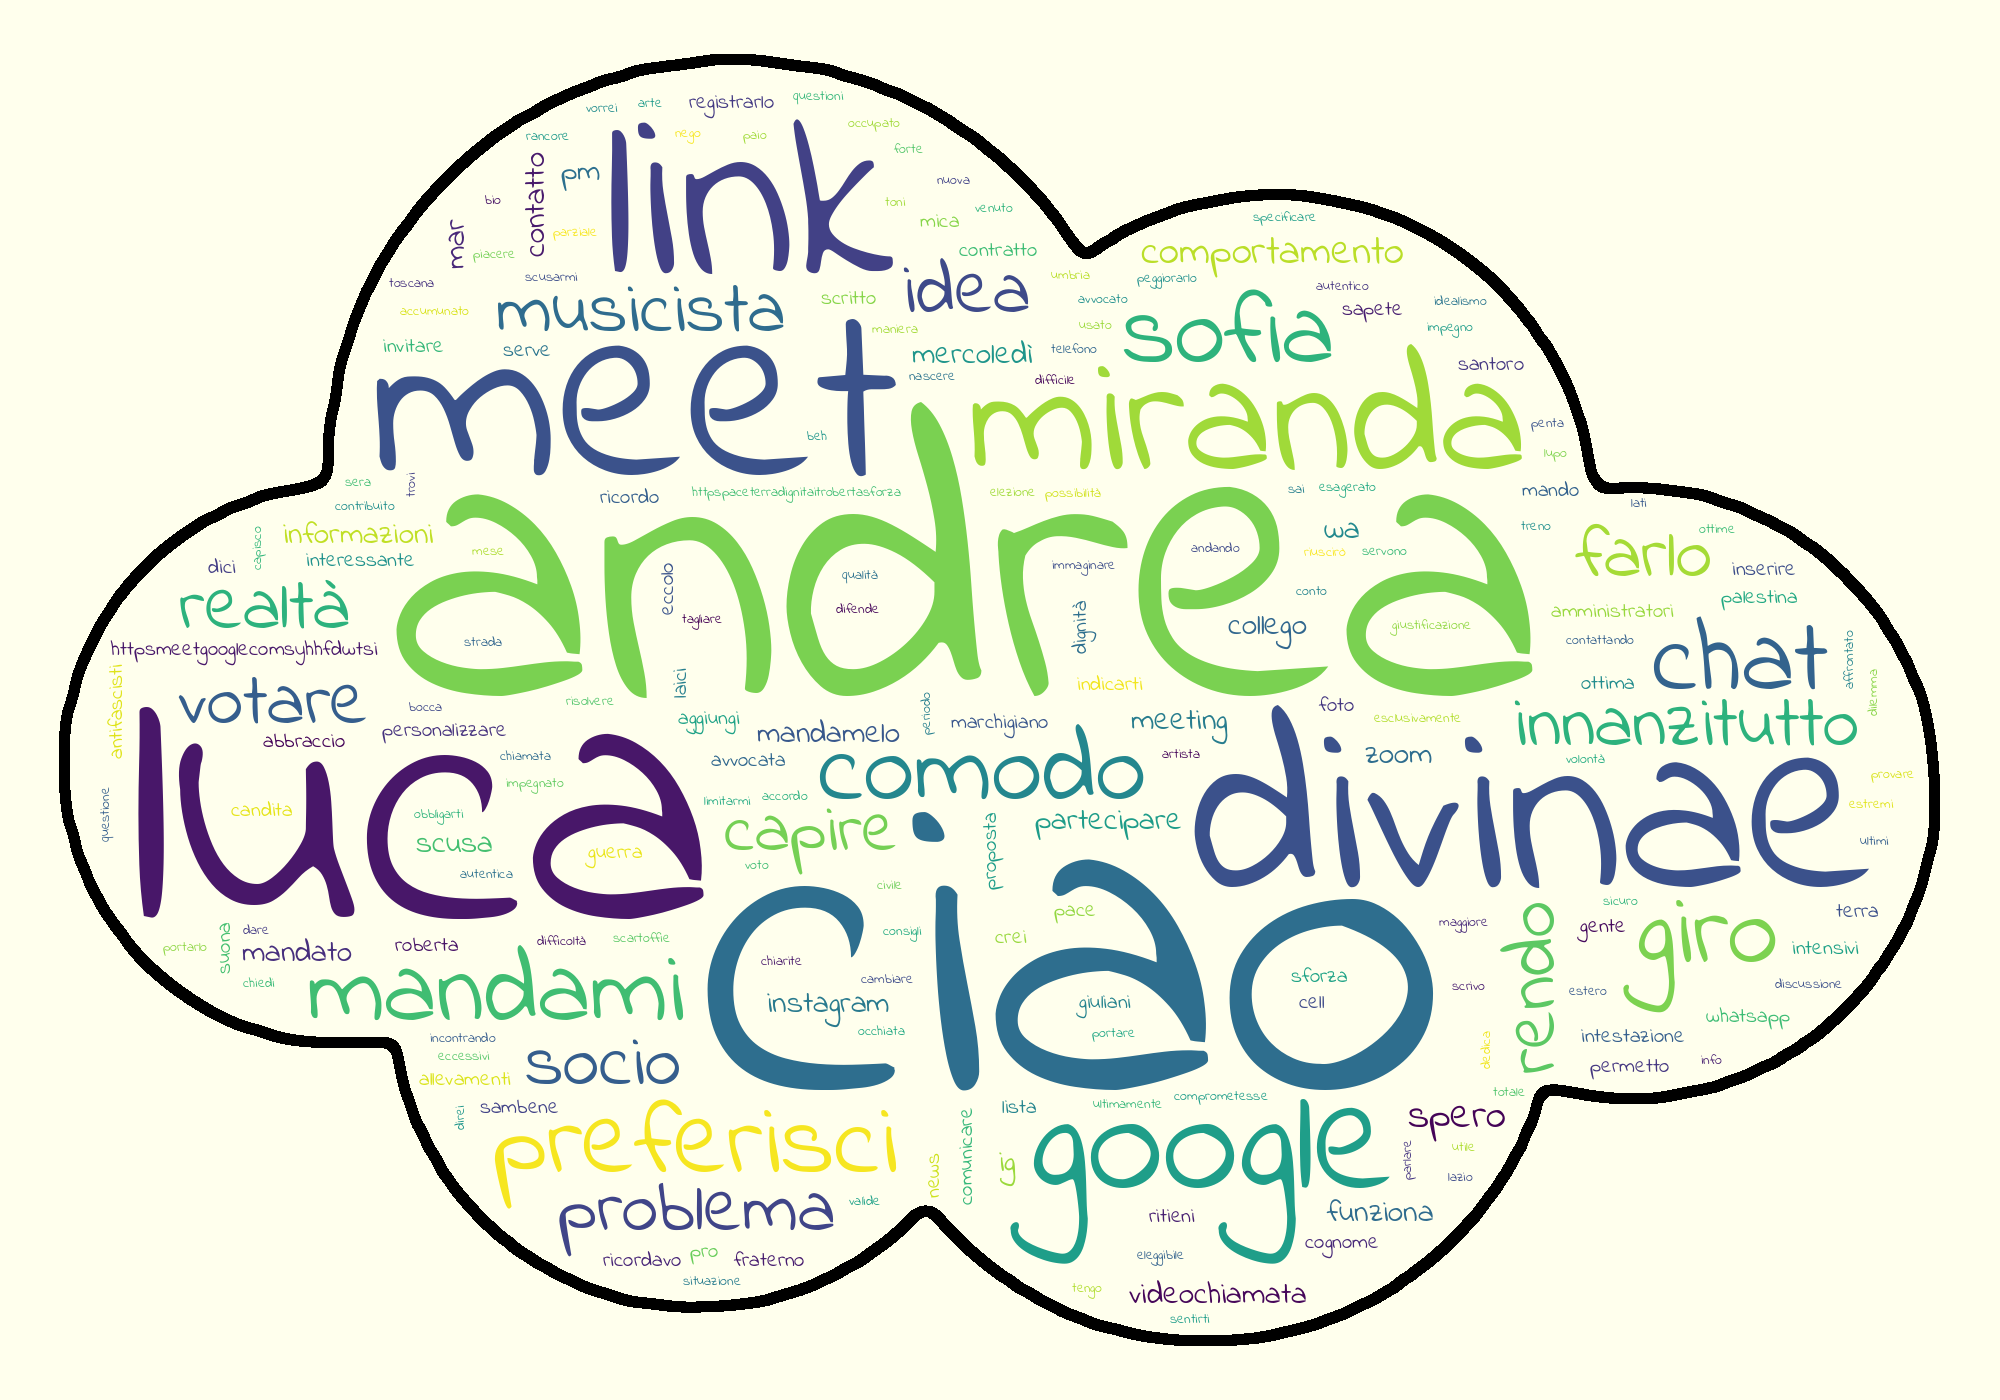 vorrei arte registrarlo questioni
rancore nego paio occupato
link
pm contatto forte
bio nuova
mar parziale toni mica venuto
piacere contratto specificare
comportamento
toscana scusarmi idea umbria peggiorarlo
musicista scritto avvocato autentico
accumunato maniera usato sofia sapete idealismo
invitare serve mercoledì telefono impegno
meet nascere difficile santoro
miranda
beh penta
lupo
sera trovi ricordo httpspaceterradignitaitrobertasforza elezione possibilità sai esagerato mando
contribuito lati
andrea
informazioni capisco wa treno ottime
interessante mese andando riuscirò servono farlo
dici eccolo qualità immaginare inserire
realtà tagliare difende dignità conto palestina
strada collego giustificazione amministratori
httpsmeetgooglecomsyhhfdwtsi contattando chat affrontato
antifascisti laici indicarti ottima
votare bocca risolvere periodo foto dilemma
personalizzare aggiungi marchigiano meeting esclusivamente innanzitutto
abbraccio mandamelo
luca chiamata avvocata comodo artista zoom volontà
divinae provare
questione candita impegnato limitarmi accordo estremi
obbligarti capire partecipare
scusa guerra proposta ultimi
autentica voto
ciao
civile sicuro
suona dare pace maggiore rendo gente giro terra
portarlo mandato roberta difficoltà scartoffie consigli crei intensivi
chiedi chiarite cambiare sforza scrivo estero discussione
mandami instagram giuliani cell
occhiata portare whatsapp
incontrando dedica intestazione
eccessivi socio permetto info
allevamenti totale
direi sambene lista ultimamente compromettesse
preferisci comunicare google spero
news ig parlare utile
problema valide lazio
ritieni funziona
ricordavo pro fraterno eleggibile cognome
situazione tengo
videochiamata
sentirti